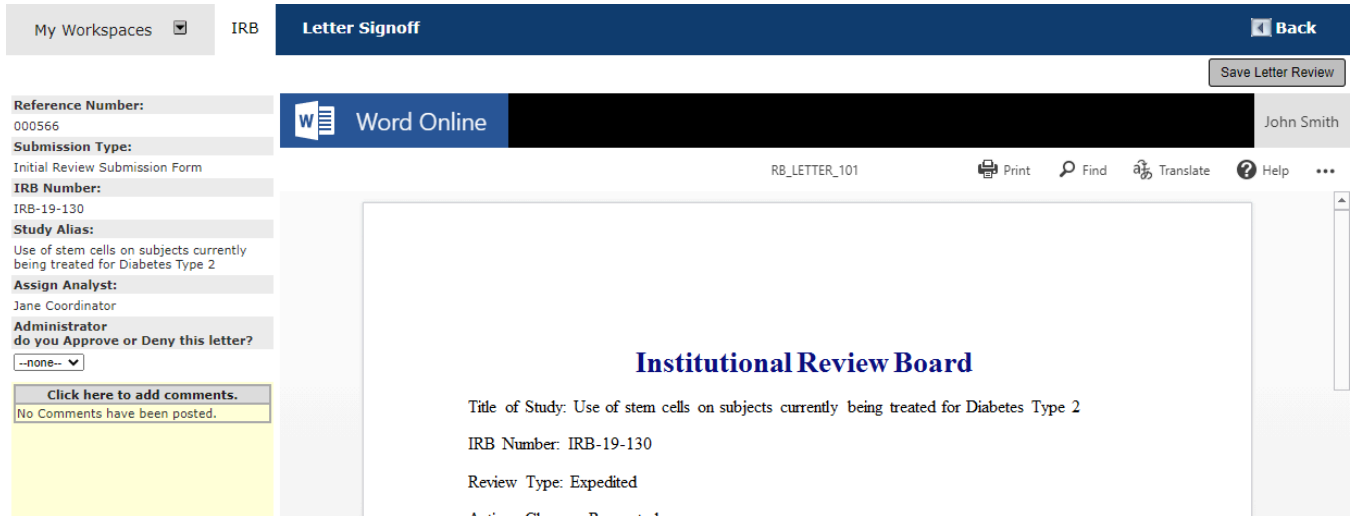 My Workspaces
IRB
Letter Signoff
Back
Save Letter Review
Reference Number:
000566
Submission Type:
Initial Review Submission Form
IRB Number:
IRB-19-130
Study Alias:
Use of stem cells on subjects currently
being treated for Diabetes Type 2
Assign Analyst:
Jane Coordinator
Administrator
do you Approve or Deny this letter?
--none--
Click here to add comments.
No Comments have been posted.
W
Word Online
John Smith
RB_LETTER_101
Print
Find
Translate
Help
Institutional Review Board
Title of Study: Use of stem cells on subjects currently being treated for Diabetes Type 2
IRB Number: IRB-19-130
Review Type: Expedited